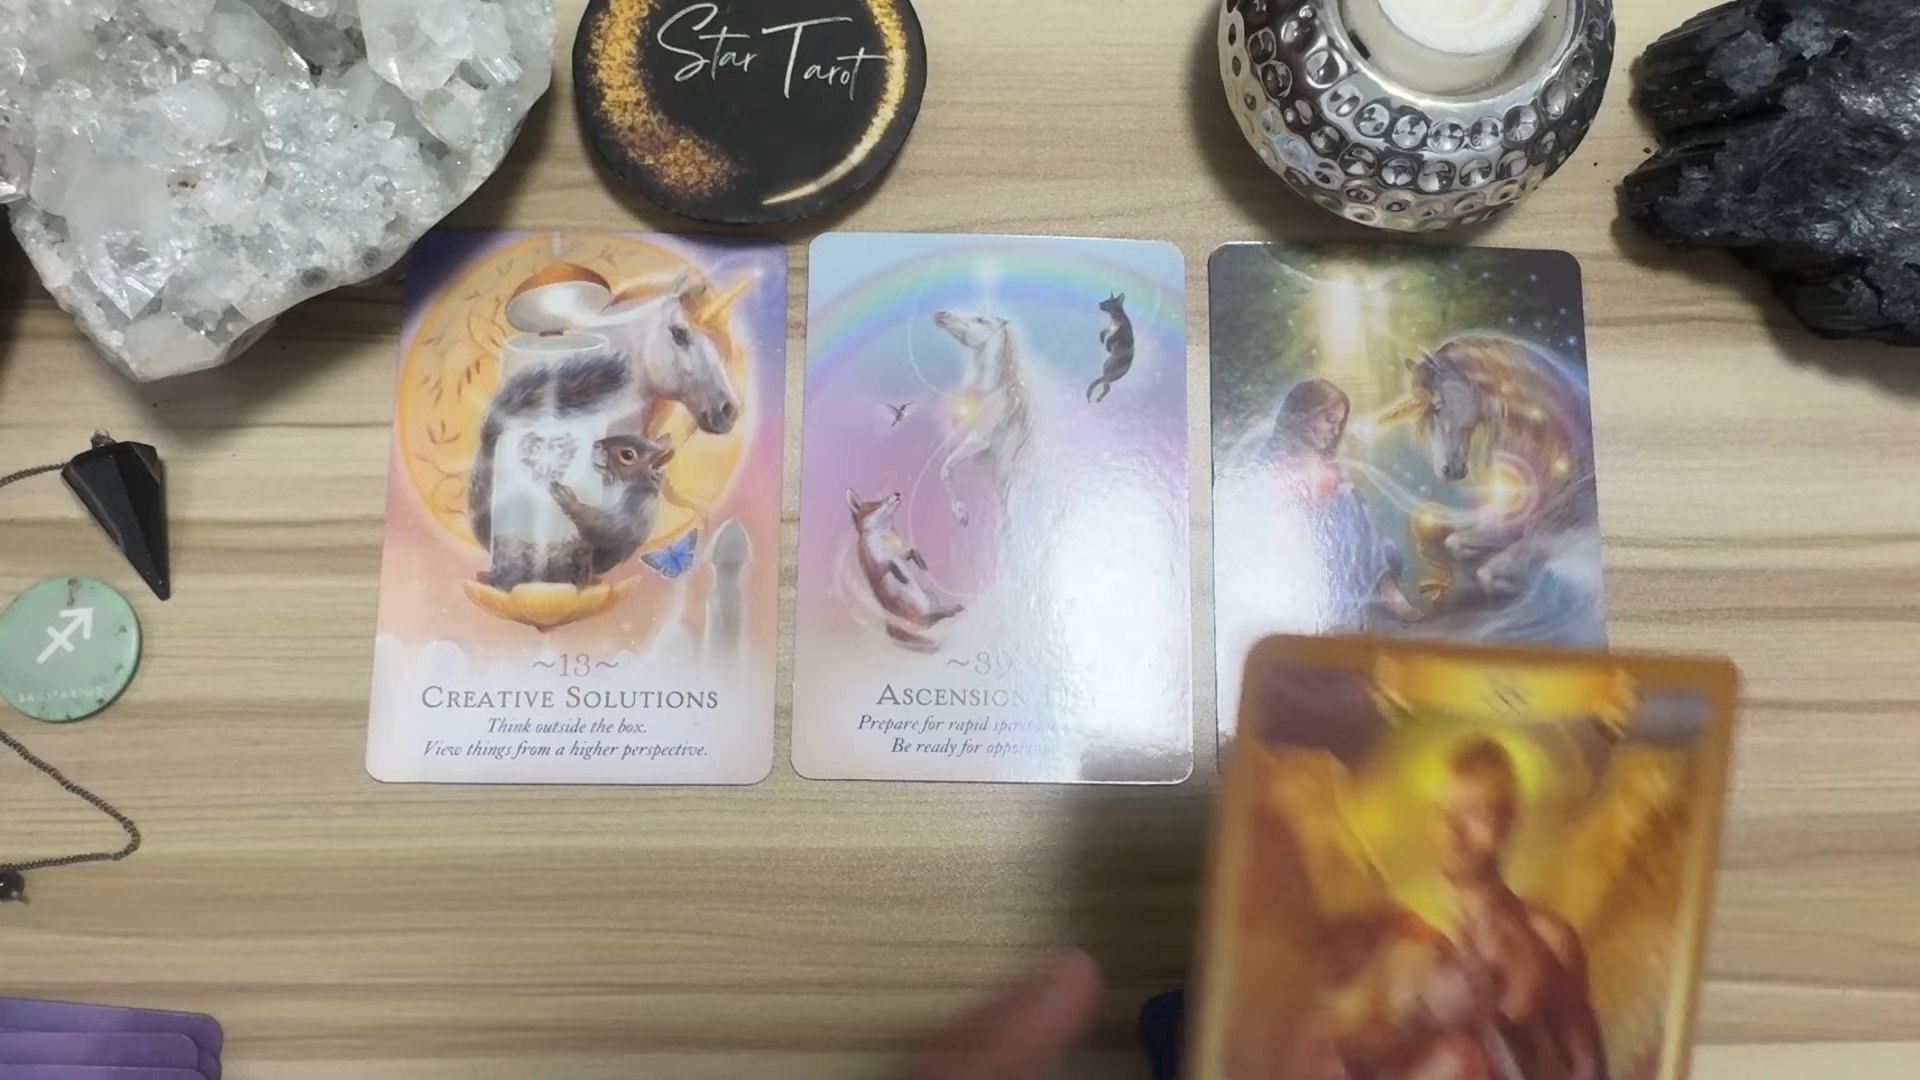 Star Tarot
SAGITTARIUS
~13~
CREATIVE SOLUTIONS
Think outside the box.
View things from a higher perspective.
~39
ASCENSION
Prepare for rapid
Be ready for